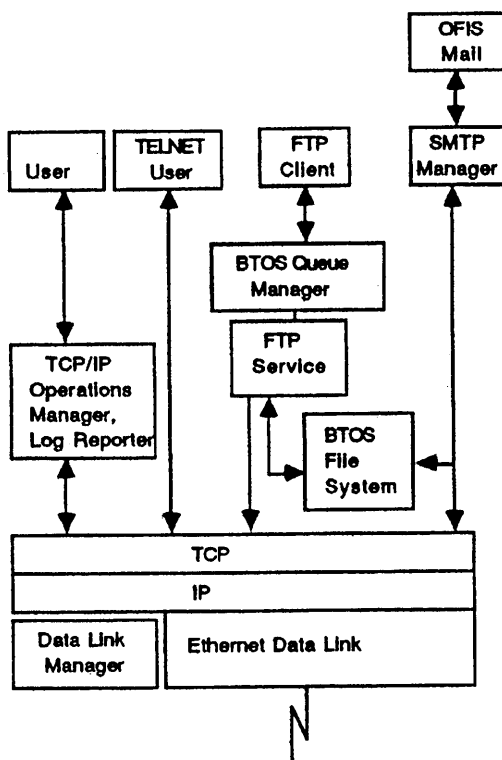 OFIS
Mail
User
TELNET
User
FTP
Client
SMTP
Manager
BTOS Queue
Manager
FTP
Service
TCP/IP
Operations
Manager,
Log Reporter
BTOS
File
System
TCP
IP
Data Link
Manager
Ethernet Data Link